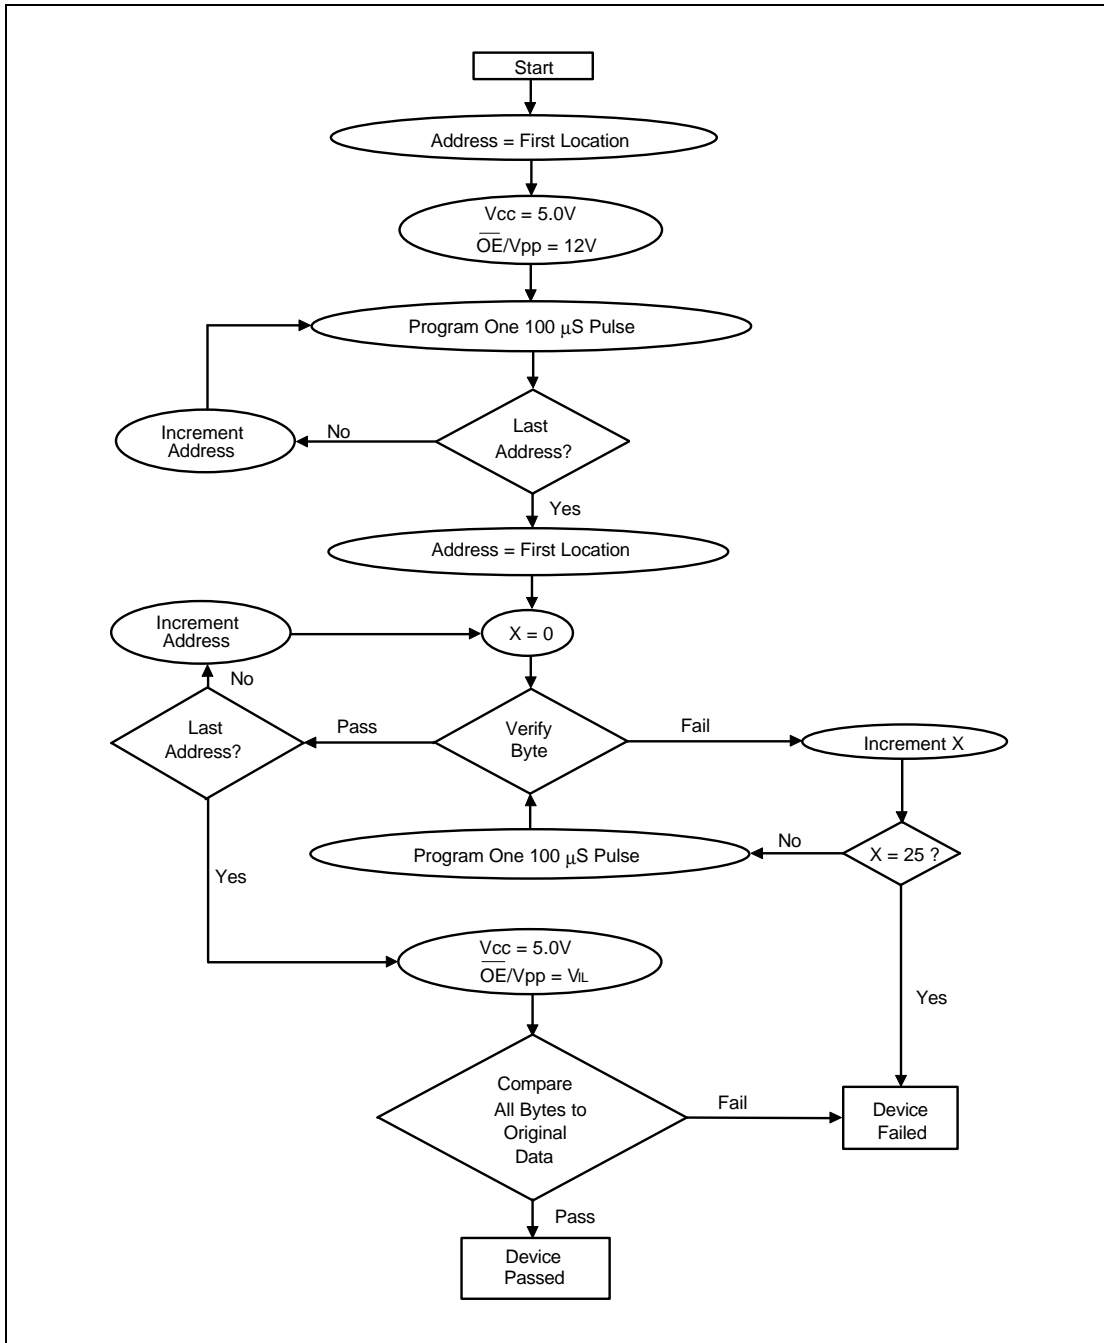 Start
Address = First Location
Vcc = 5.0V
OE/Vpp = 12V
Program One 100 μS Pulse
Increment
Address
No
Last
Address?
Yes
Address = First Location
Increment
Address
X = 0
No
Last
Address?
Pass
Verify
Byte
Fail
Increment X
Program One 100 μS Pulse
No
X = 25 ?
Yes
Vcc = 5.0V
OE/Vpp = VIL
Yes
Compare
All Bytes to
Original
Data
Fail
Device
Failed
Pass
Device
Passed